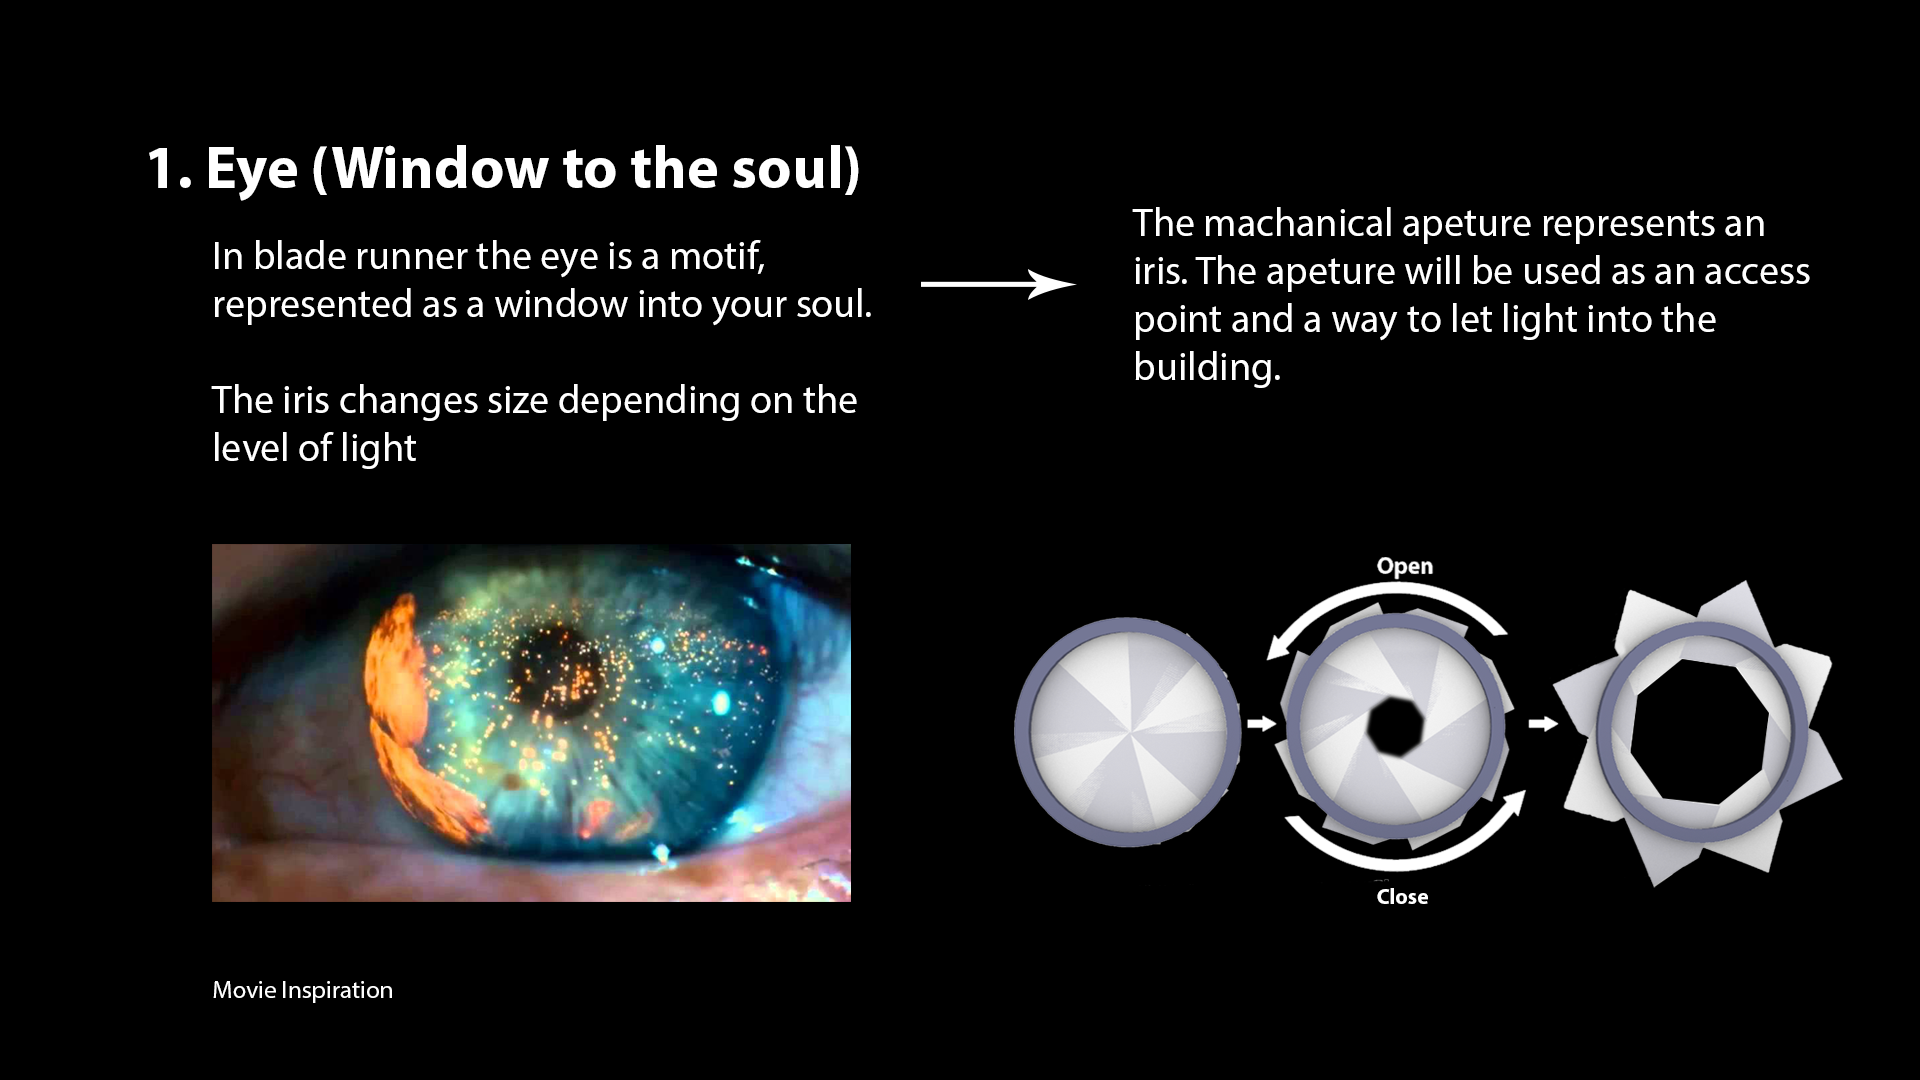 1. Eye (Window to the soul)
In blade runner the eye is a motif,
represented as a window into your soul.
The iris changes size depending on the
level of light
The machanical apeture represents an
iris. The apeture will be used as an access
point and a way to let light into the
building.
Open
Close
Movie Inspiration